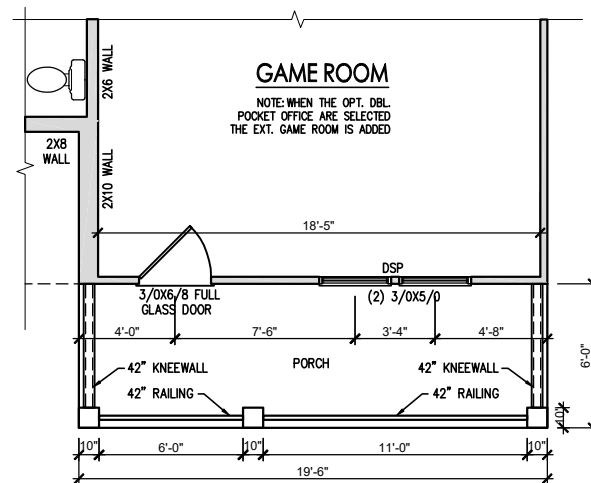 2X6 WALL
GAME ROOM
NOTE: WHEN THE OPT. DBL.
POCKET OFFICE ARE SELECTED
THE EXT. GAME ROOM IS ADDED
2X8
WALL
2X10 WALL
18'-5"
DSP
3/0X6/8 FULL
GLASS DOOR
(2) 3/0X5/0
4'-0"
7'-6"
3'-4"
4'-8"
6'-0"
PORCH
42" KNEEWALL
42" KNEEWALL
42" RAILING
42" RAILING
10"
10"
6'-0"
10"
11'-0"
10"
19'-6"